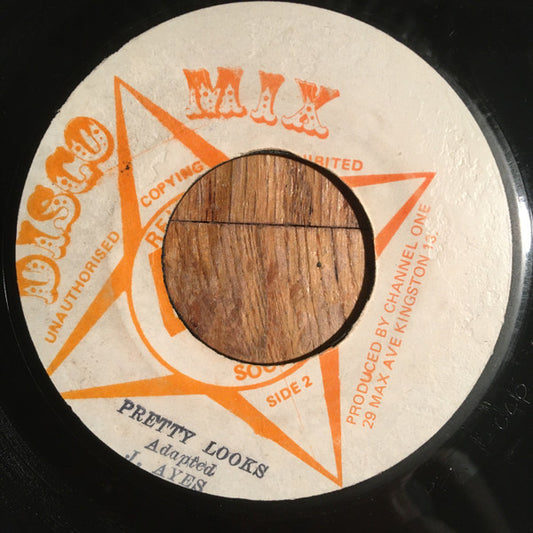 DISCO MIX
UNAUTHORISED COPYING
SIDE 2
PRODUCED BY CHANNEL ONE
29 MAX. AVE KINGSTON 13.
PRETTY LOOKS
Adapted
J. AYES